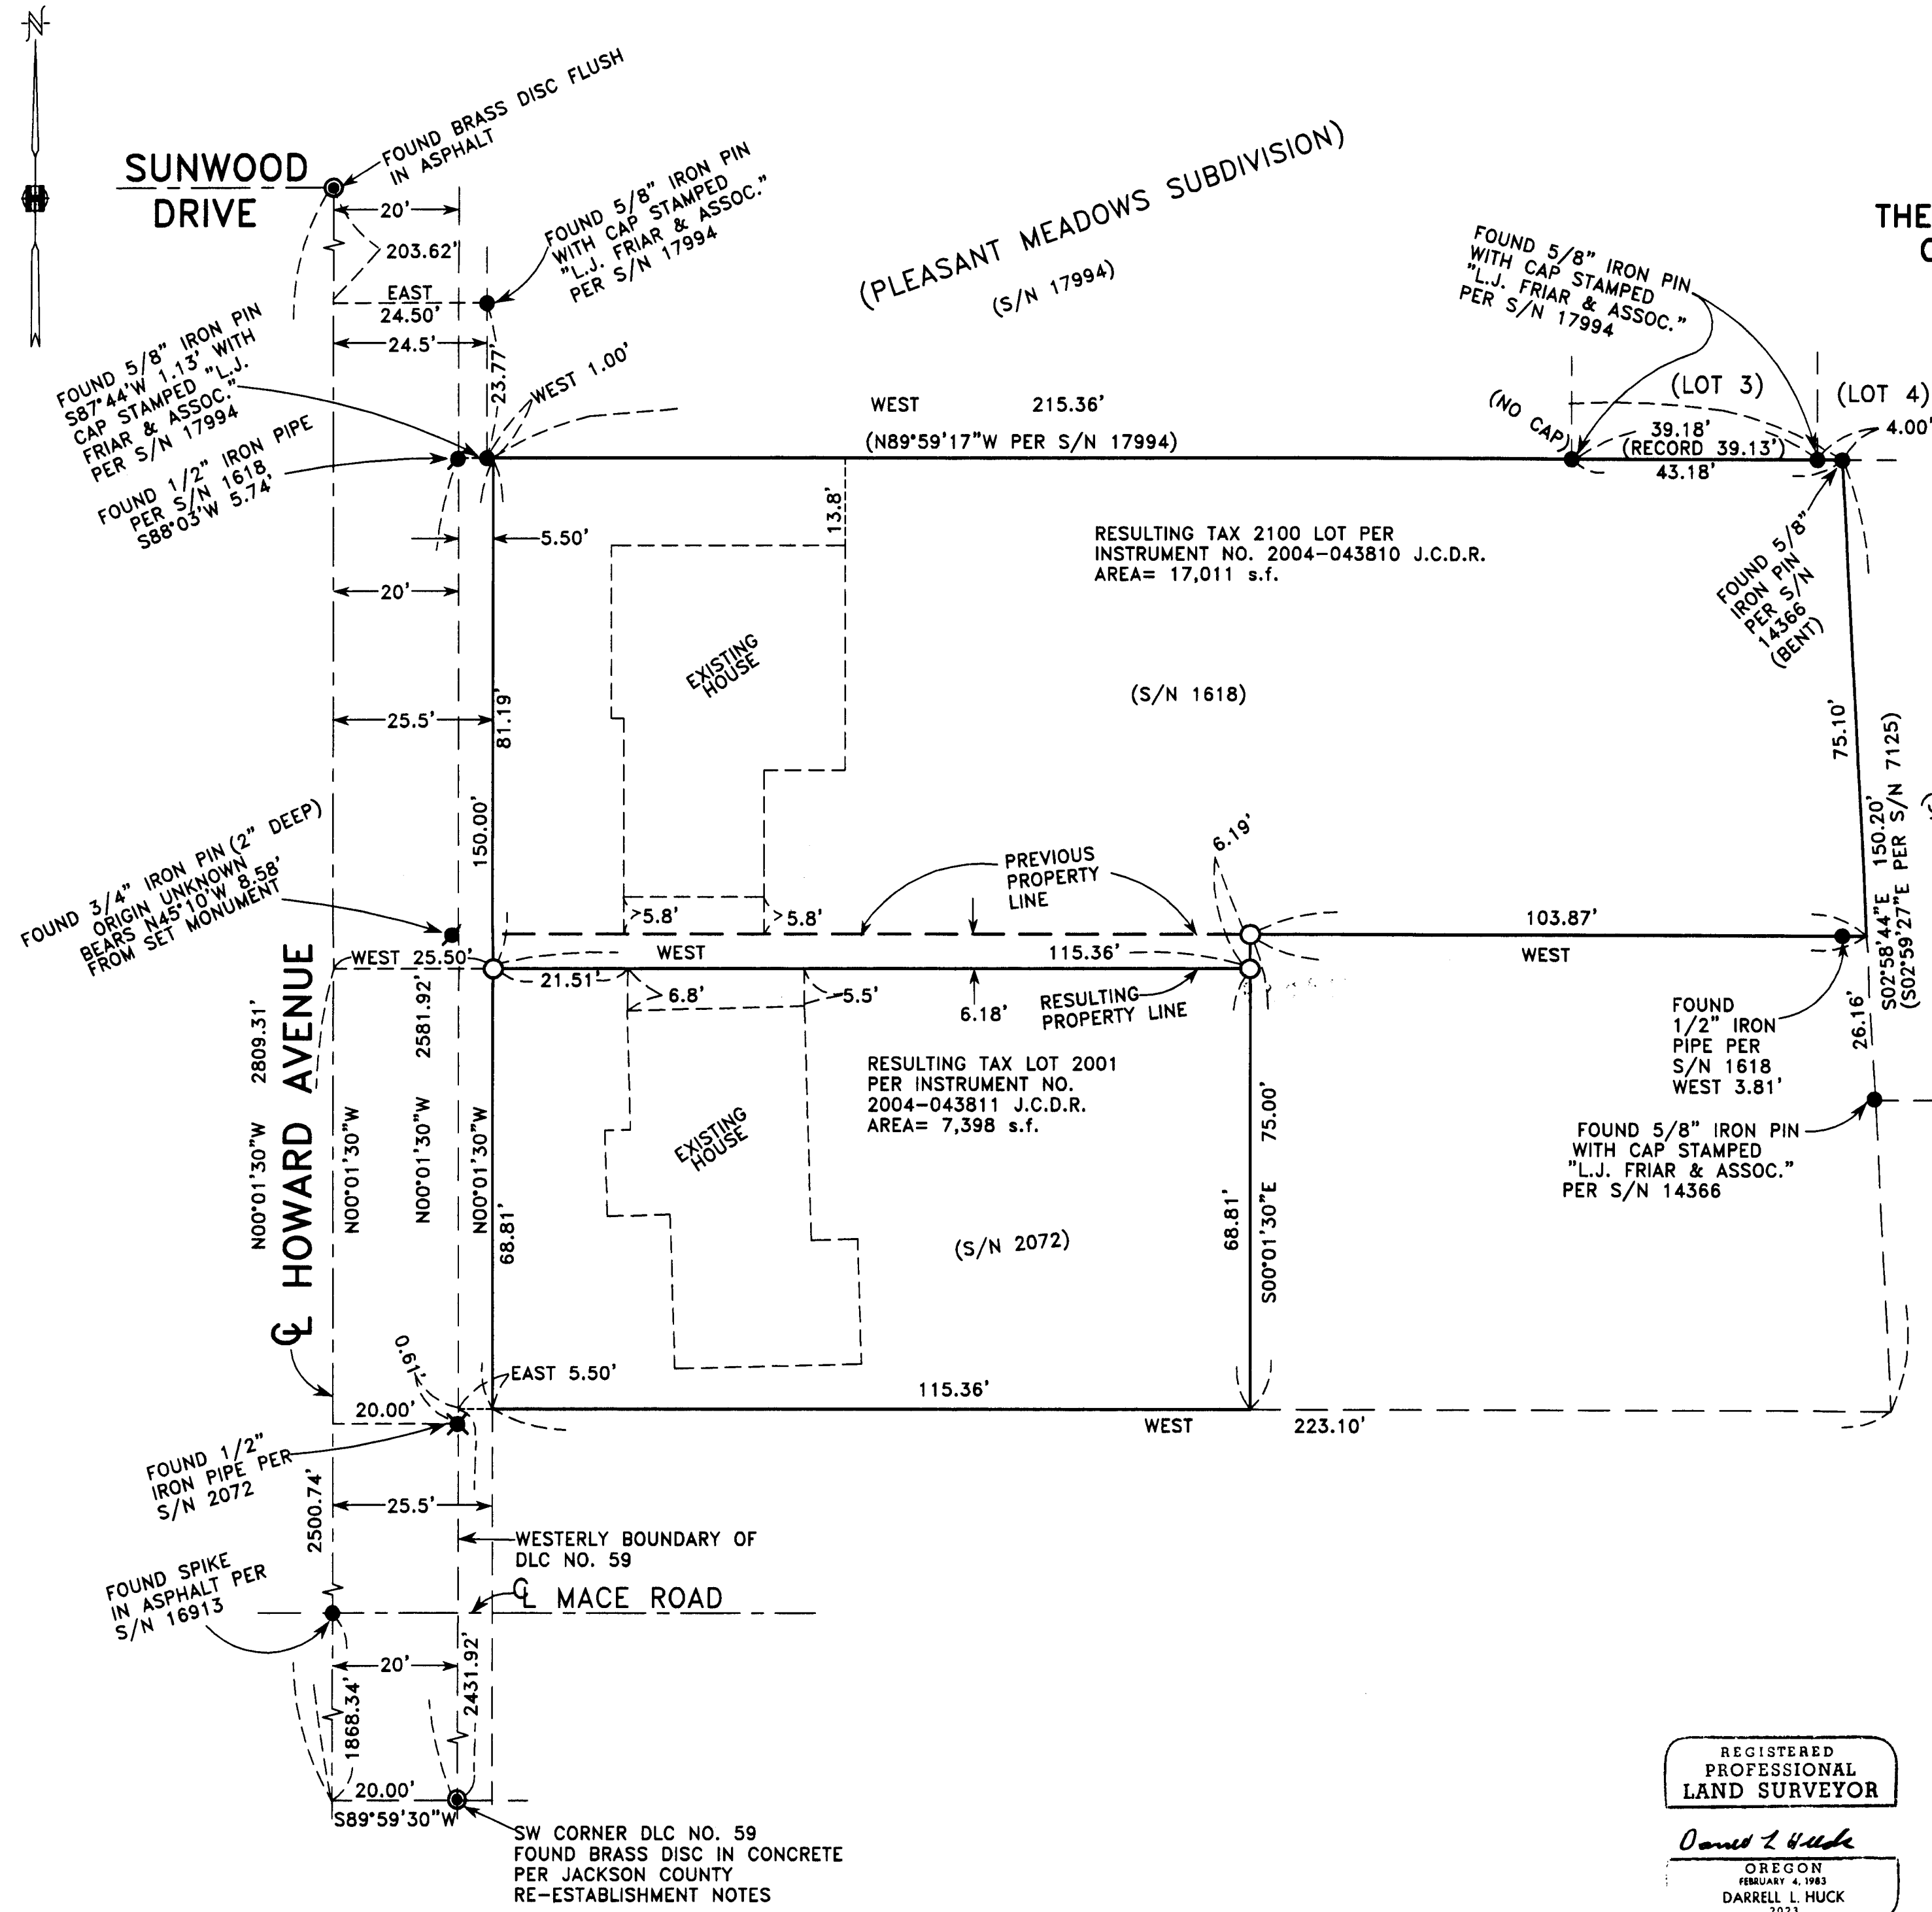 N
H
SUNWOOD
DRIVE
FOUND BRASS DISC FLUSH
IN ASPHALT
20'
203.62'
EAST
24.50'
24.5'
FOUND 5/8" IRON PIN
WITH CAP STAMPED
"L.J. FRIAR & ASSOC."
PER S/N 17994
FOUND 5/8" IRON PIN
S87°44'W 1.13' WITH
CAP STAMPED "L.J.
FRIAR & ASSOC."
PER S/N 17994
FOUND 1/2" IRON PIPE
PER S/N 1618
S88°03'W 5.74'
23.77'
WEST 1.00'
(PLEASANT MEADOWS SUBDIVISION)
(S/N 17994)
THE
FOUND 5/8" IRON PIN
WITH CAP STAMPED
"L.J. FRIAR & ASSOC."
PER S/N 17994
WEST 215.36'
(N89°59'17"W PER S/N 17994)
(NO CAP)
(LOT 3)
(LOT 4)
39.18'
(RECORD 39.13')
43.18'
4.00'
5.50'
20'
25.5'
81.19'
150.00'
13.8'
EXISTING
HOUSE
RESULTING TAX 2100 LOT PER
INSTRUMENT NO. 2004-043810 J.C.D.R.
AREA= 17,011 s.f.
(S/N 1618)
FOUND 5/8"
IRON PIN
PER S/N
14366
(BENT)
75.10'
S02°58'44"E 150.20'
(S02°59'27"E PER S/N 7125)
FOUND 3/4" IRON PIN (2" DEEP)
ORIGIN UNKNOWN
BEARS N45°10'W 8.58'
FROM SET MONUMENT
5.8'
5.8'
PREVIOUS
PROPERTY
LINE
6.19'
103.87'
WEST
WEST 25.50'
WEST 115.36'
21.51'
6.8'
5.5'
6.18'
RESULTING
PROPERTY LINE
FOUND
1/2" IRON
PIPE PER
S/N 1618
WEST 3.81'
26.16'
FOUND 5/8" IRON PIN
WITH CAP STAMPED
"L.J. FRIAR & ASSOC."
PER S/N 14366
RESULTING TAX LOT 2001
PER INSTRUMENT NO.
2004-043811 J.C.D.R.
AREA= 7,398 s.f.
EXISTING
HOUSE
(S/N 2072)
N00°01'30"W 2809.31'
℄ HOWARD AVENUE
N00°01'30"W
N00°01'30"W 2581.92'
N00°01'30"W
68.81'
68.81'
S00°01'30"E 75.00'
0.61'
EAST 5.50'
20.00'
115.36'
WEST 223.10'
FOUND 1/2"
IRON PIPE PER
S/N 2072
2500.74'
25.5'
WESTERLY BOUNDARY OF
DLC NO. 59
FOUND SPIKE
IN ASPHALT PER
S/N 16913
℄ MACE ROAD
20'
1868.34'
2431.92'
20.00'
S89°59'30"W
SW CORNER DLC NO. 59
FOUND BRASS DISC IN CONCRETE
PER JACKSON COUNTY
RE-ESTABLISHMENT NOTES
REGISTERED
PROFESSIONAL
LAND SURVEYOR
Darrell L Huck
OREGON
FEBRUARY 4, 1983
DARRELL L. HUCK
2023